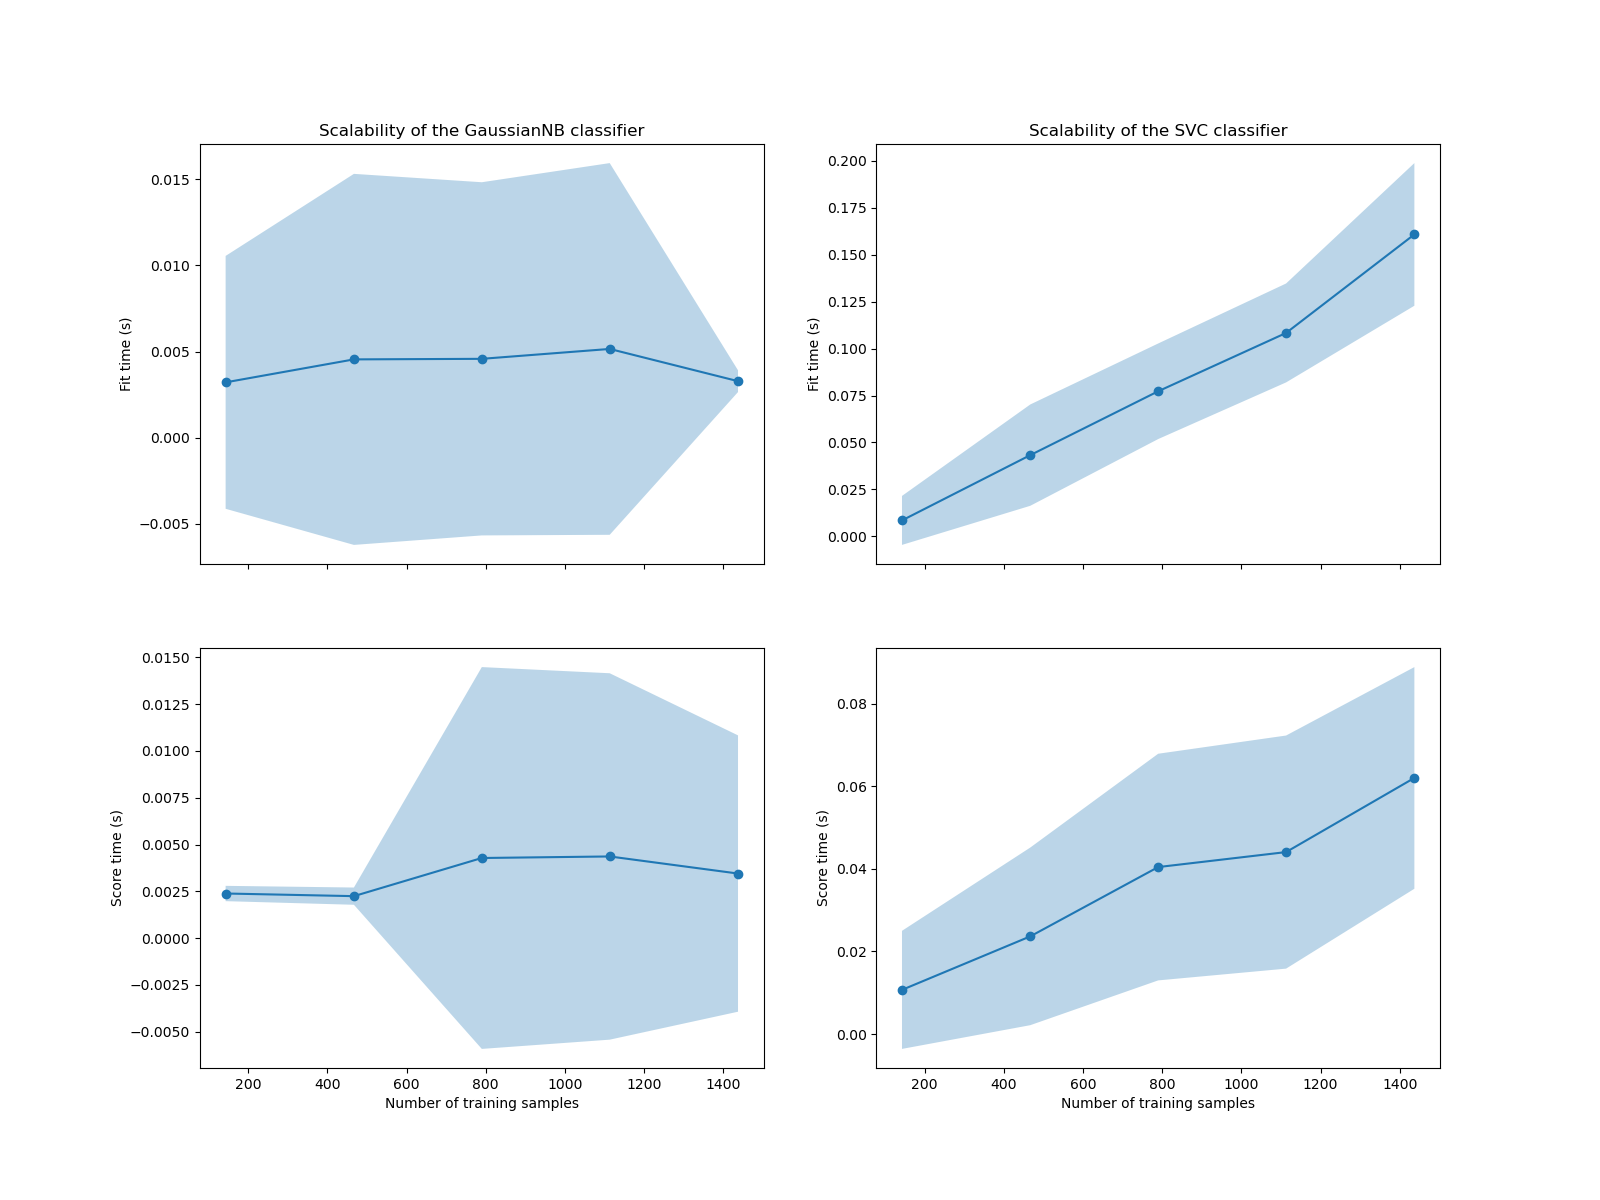 Scalability of the GaussianNB classifier
Scalability of the SVC classifier
0.015
0.010
0.005
0.000
−0.005
Fit time (s)
0.200
0.175
0.150
0.125
0.100
0.075
0.050
0.025
0.000
Fit time (s)
0.0150
0.0125
0.0100
0.0075
0.0050
0.0025
0.0000
−0.0025
−0.0050
Score time (s)
200 400 600 800 1000 1200 1400
Number of training samples
0.08
0.06
0.04
0.02
0.00
Score time (s)
200 400 600 800 1000 1200 1400
Number of training samples